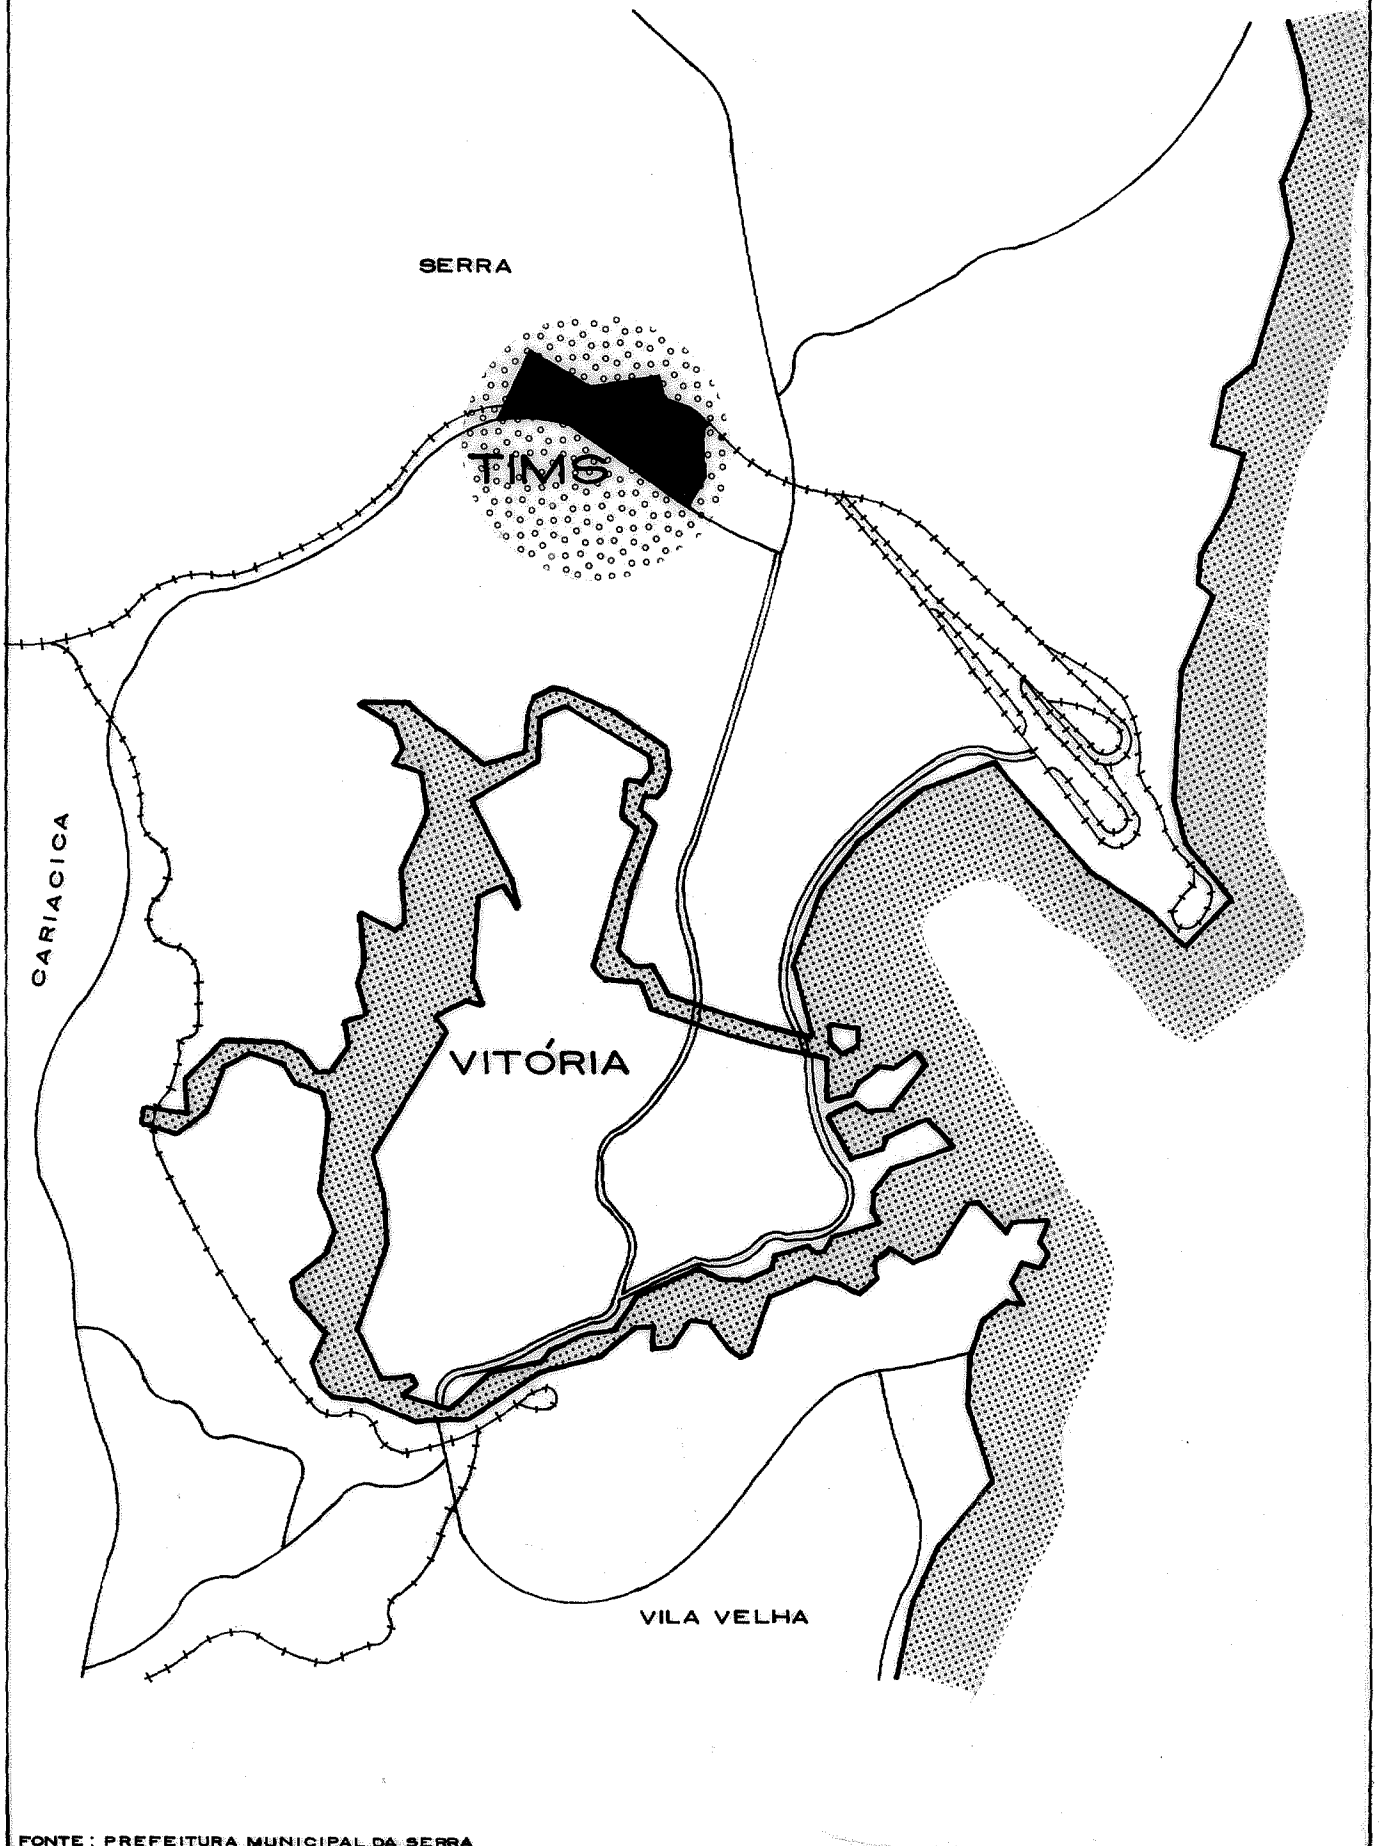 SERRA
TIMS
CARIACICA
VITÓRIA
VILA VELHA
FONTE: PREFEITURA MUNICIPAL DA SERRA